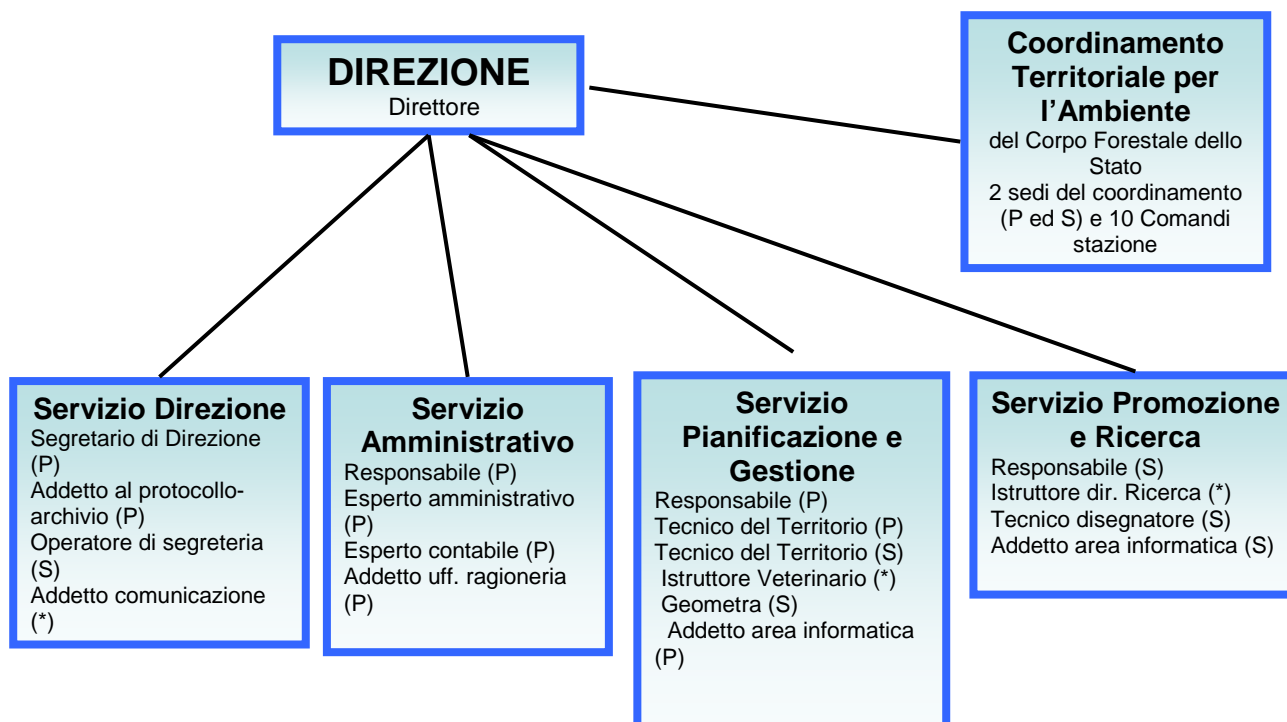 DIREZIONE
Direttore
Coordinamento
Territoriale per
l'Ambiente
del Corpo Forestale dello
Stato
2 sedi del coordinamento
(P ed S) e 10 Comandi
stazione
Servizio Direzione
Segretario di Direzione
(P)
Addetto al protocollo-
archivio (P)
Operatore di segreteria
(S)
Addetto comunicazione
(*)
Servizio
Amministrativo
Responsabile (P)
Esperto amministrativo
(P)
Esperto contabile (P)
Addetto uff. ragioneria
(P)
Servizio
Pianificazione e
Gestione
Responsabile (P)
Tecnico del Territorio (P)
Tecnico del Territorio (S)
Istruttore Veterinario (*)
Geometra (S)
Addetto area informatica
(P)
Servizio Promozione
e Ricerca
Responsabile (S)
Istruttore dir. Ricerca (*)
Tecnico disegnatore (S)
Addetto area informatica (S)